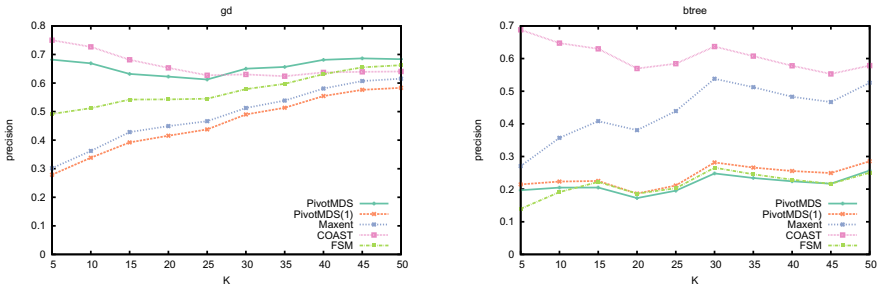 gd
precision
0.8
0.7
0.6
0.5
0.4
0.3
0.2
0.1
0
PivotMDS
PivotMDS(1)
Maxent
COAST
FSM
5 10 15 20 25 30 35 40 45 50
K
btree
precision
0.7
0.6
0.5
0.4
0.3
0.2
0.1
0
PivotMDS
PivotMDS(1)
Maxent
COAST
FSM
5 10 15 20 25 30 35 40 45 50
K